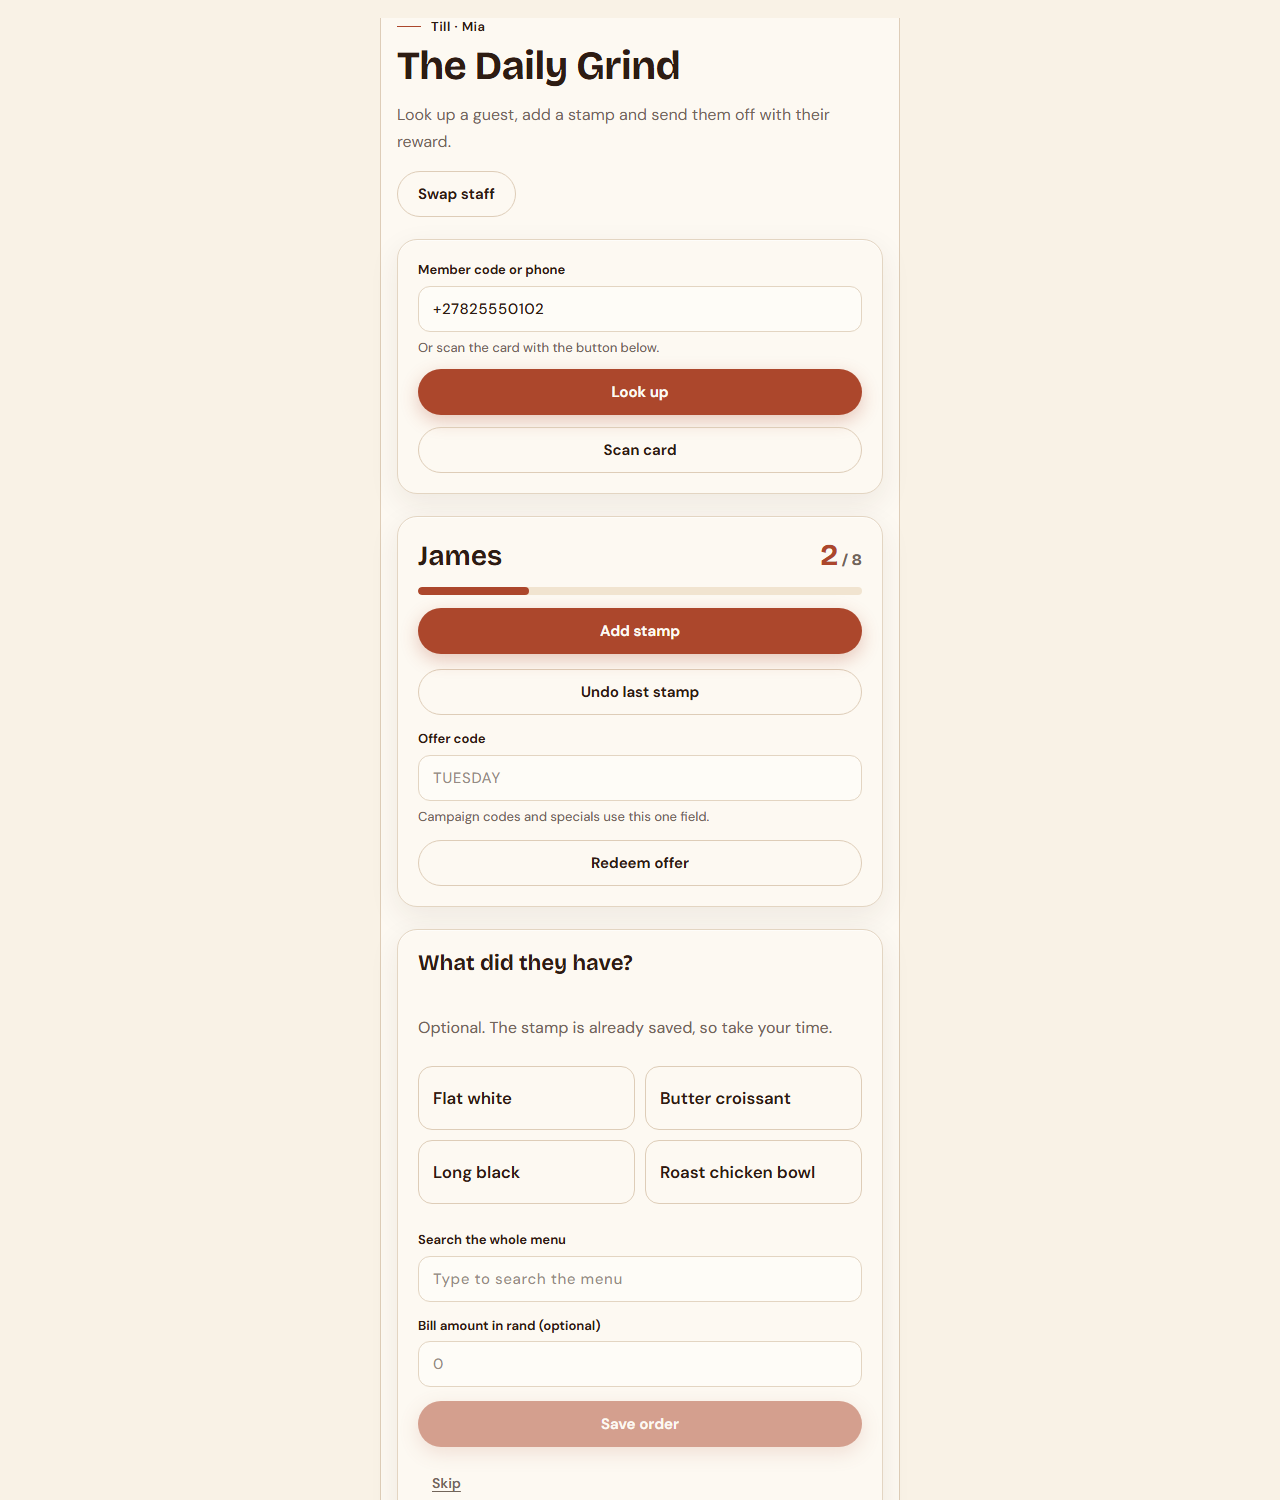 Till · Mia
The Daily Grind
Look up a guest, add a stamp and send them off with their
reward.
Swap staff
Member code or phone
+27825550102
Or scan the card with the button below.
Look up
Scan card
James
2 / 8
Add stamp
Undo last stamp
Offer code
TUESDAY
Campaign codes and specials use this one field.
Redeem offer
What did they have?
Optional. The stamp is already saved, so take your time.
Flat white
Butter croissant
Long black
Roast chicken bowl
Search the whole menu
Type to search the menu
Bill amount in rand (optional)
0
Save order
Skip